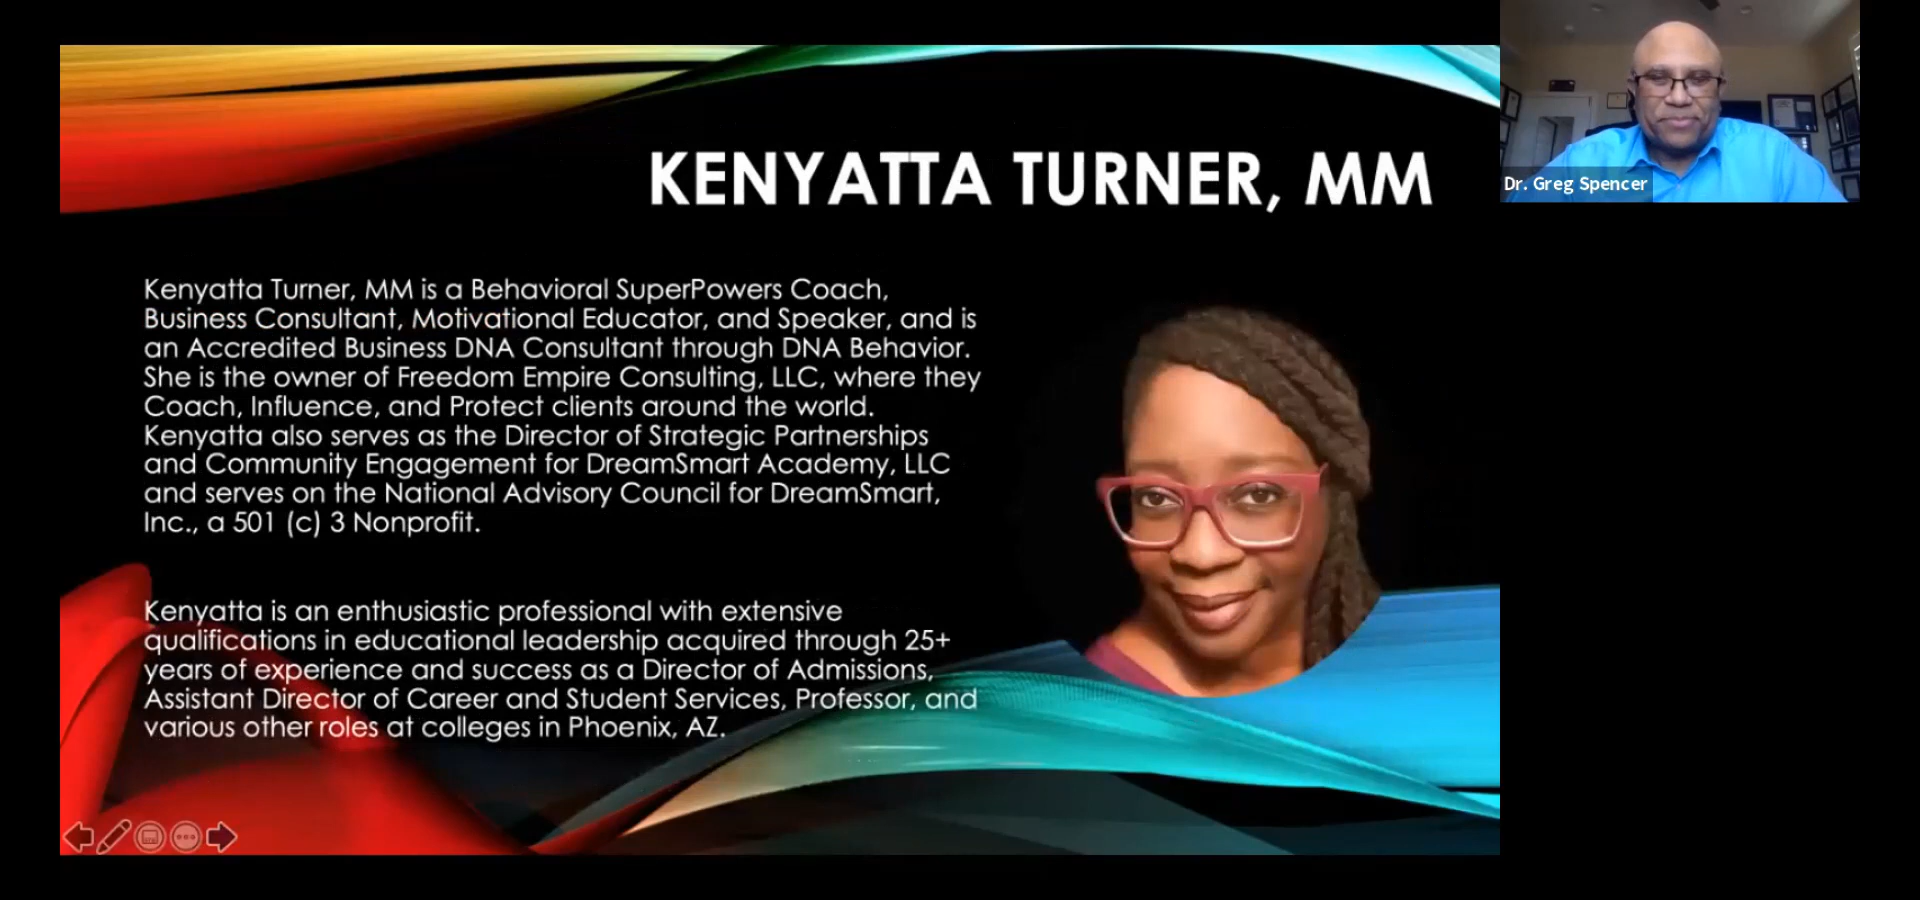 KENYATTA TURNER, MM
Dr. Greg Spencer
Kenyatta Turner, MM is a Behavioral SuperPowers Coach,
Business Consultant, Motivational Educator, and Speaker, and is
an Accredited Business DNA Consultant through DNA Behavior.
She is the owner of Freedom Empire Consulting, LLC, where they
Coach, Influence, and Protect clients around the world.
Kenyatta also serves as the Director of Strategic Partnerships
and Community Engagement for DreamSmart Academy, LLC
and serves on the National Advisory Council for DreamSmart,
Inc., a 501 (c) 3 Nonprofit.
Kenyatta is an enthusiastic professional with extensive
qualifications in educational leadership acquired through 25+
years of experience and success as a Director of Admissions,
Assistant Director of Career and Student Services, Professor, and
various other roles at colleges in Phoenix, AZ.